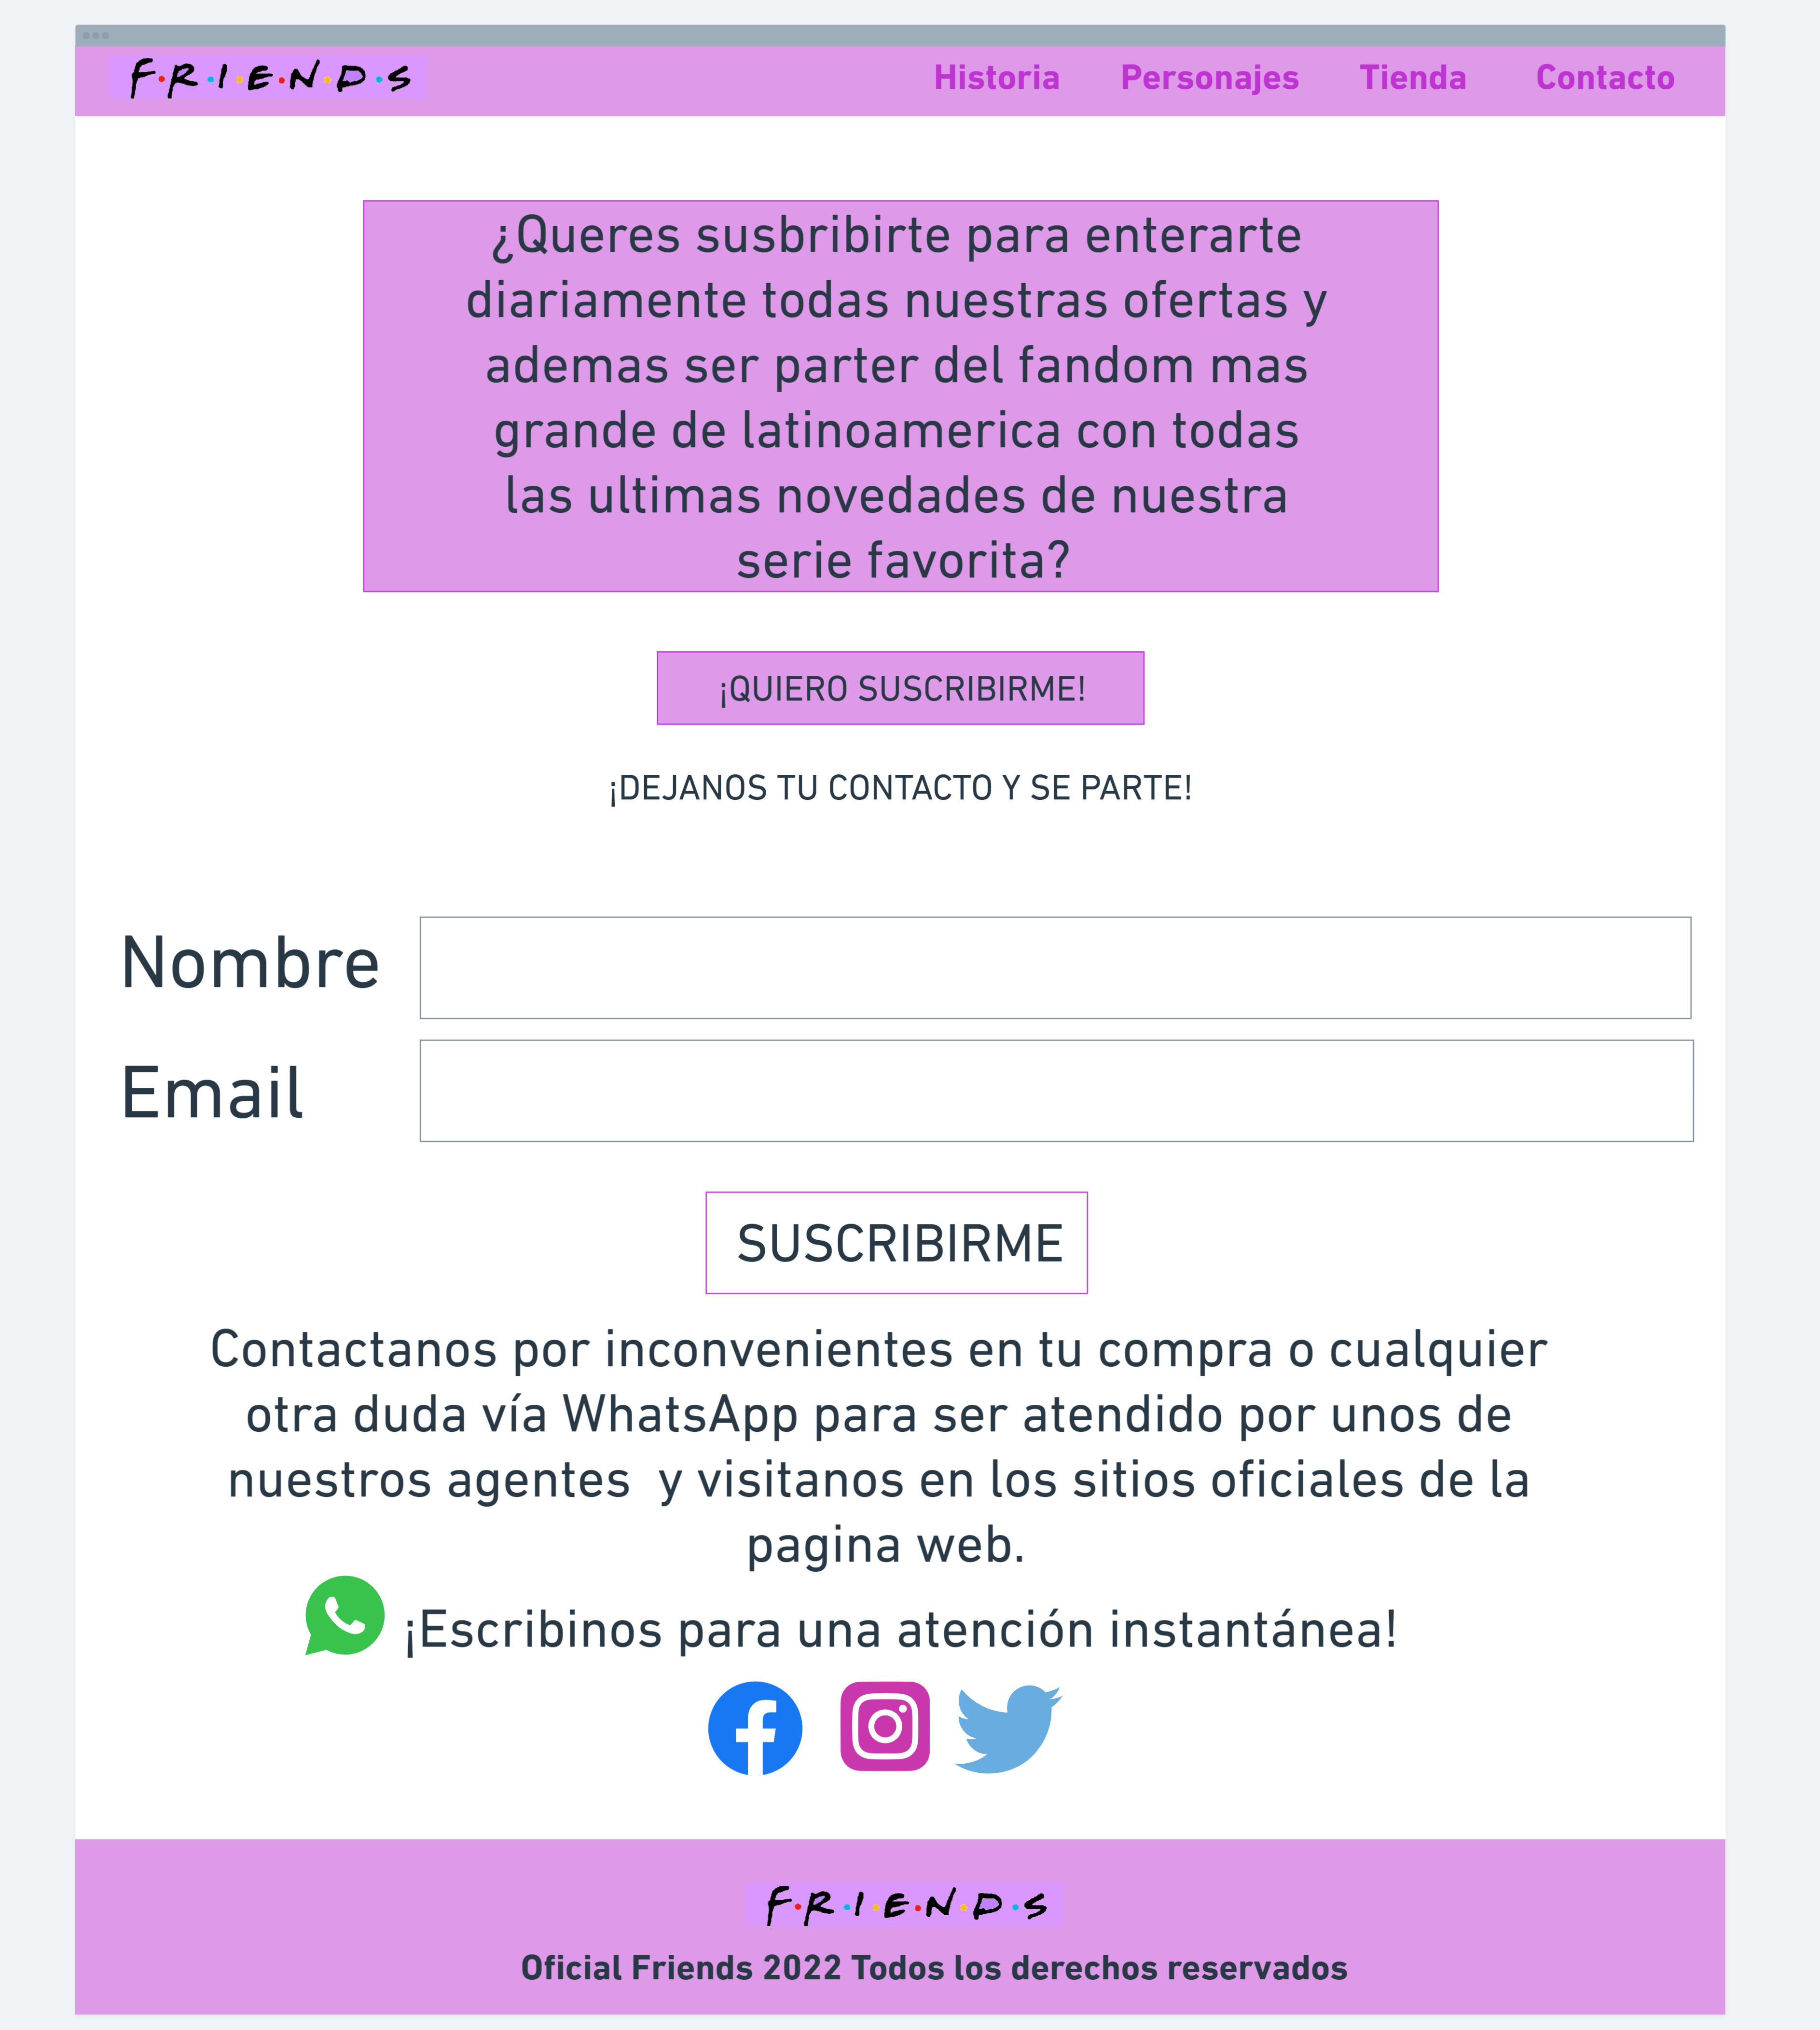 F·R·I·E·N·D·S
Historia Personajes Tienda Contacto
¿Queres susbribirte para enterarte
diariamente todas nuestras ofertas y
ademas ser parter del fandom mas
grande de latinoamerica con todas
las ultimas novedades de nuestra
serie favorita?
¡QUIERO SUSCRIBIRME!
¡DEJANOS TU CONTACTO Y SE PARTE!
Nombre
Email
SUSCRIBIRME
Contactanos por inconvenientes en tu compra o cualquier
otra duda vía WhatsApp para ser atendido por unos de
nuestros agentes  y visitanos en los sitios oficiales de la
pagina web.
¡Escribinos para una atención instantánea!
F·R·I·E·N·D·S
Oficial Friends 2022 Todos los derechos reservados